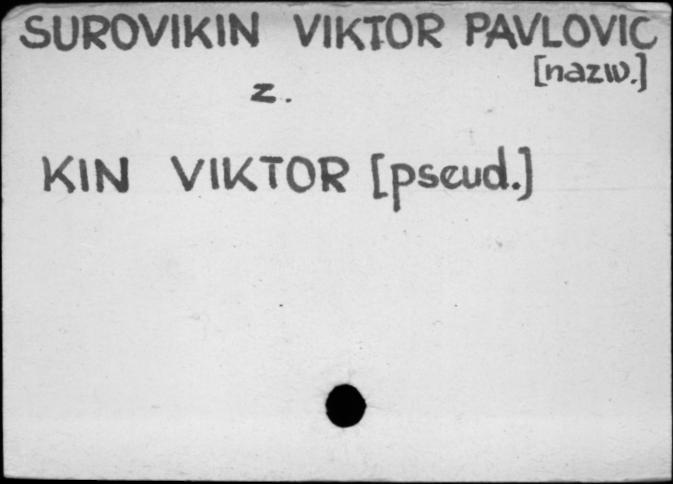 SUROVIKIN VIKTOR PAVLOVIC
[nazw.]
z.
KIN VIKTOR [pseud.]